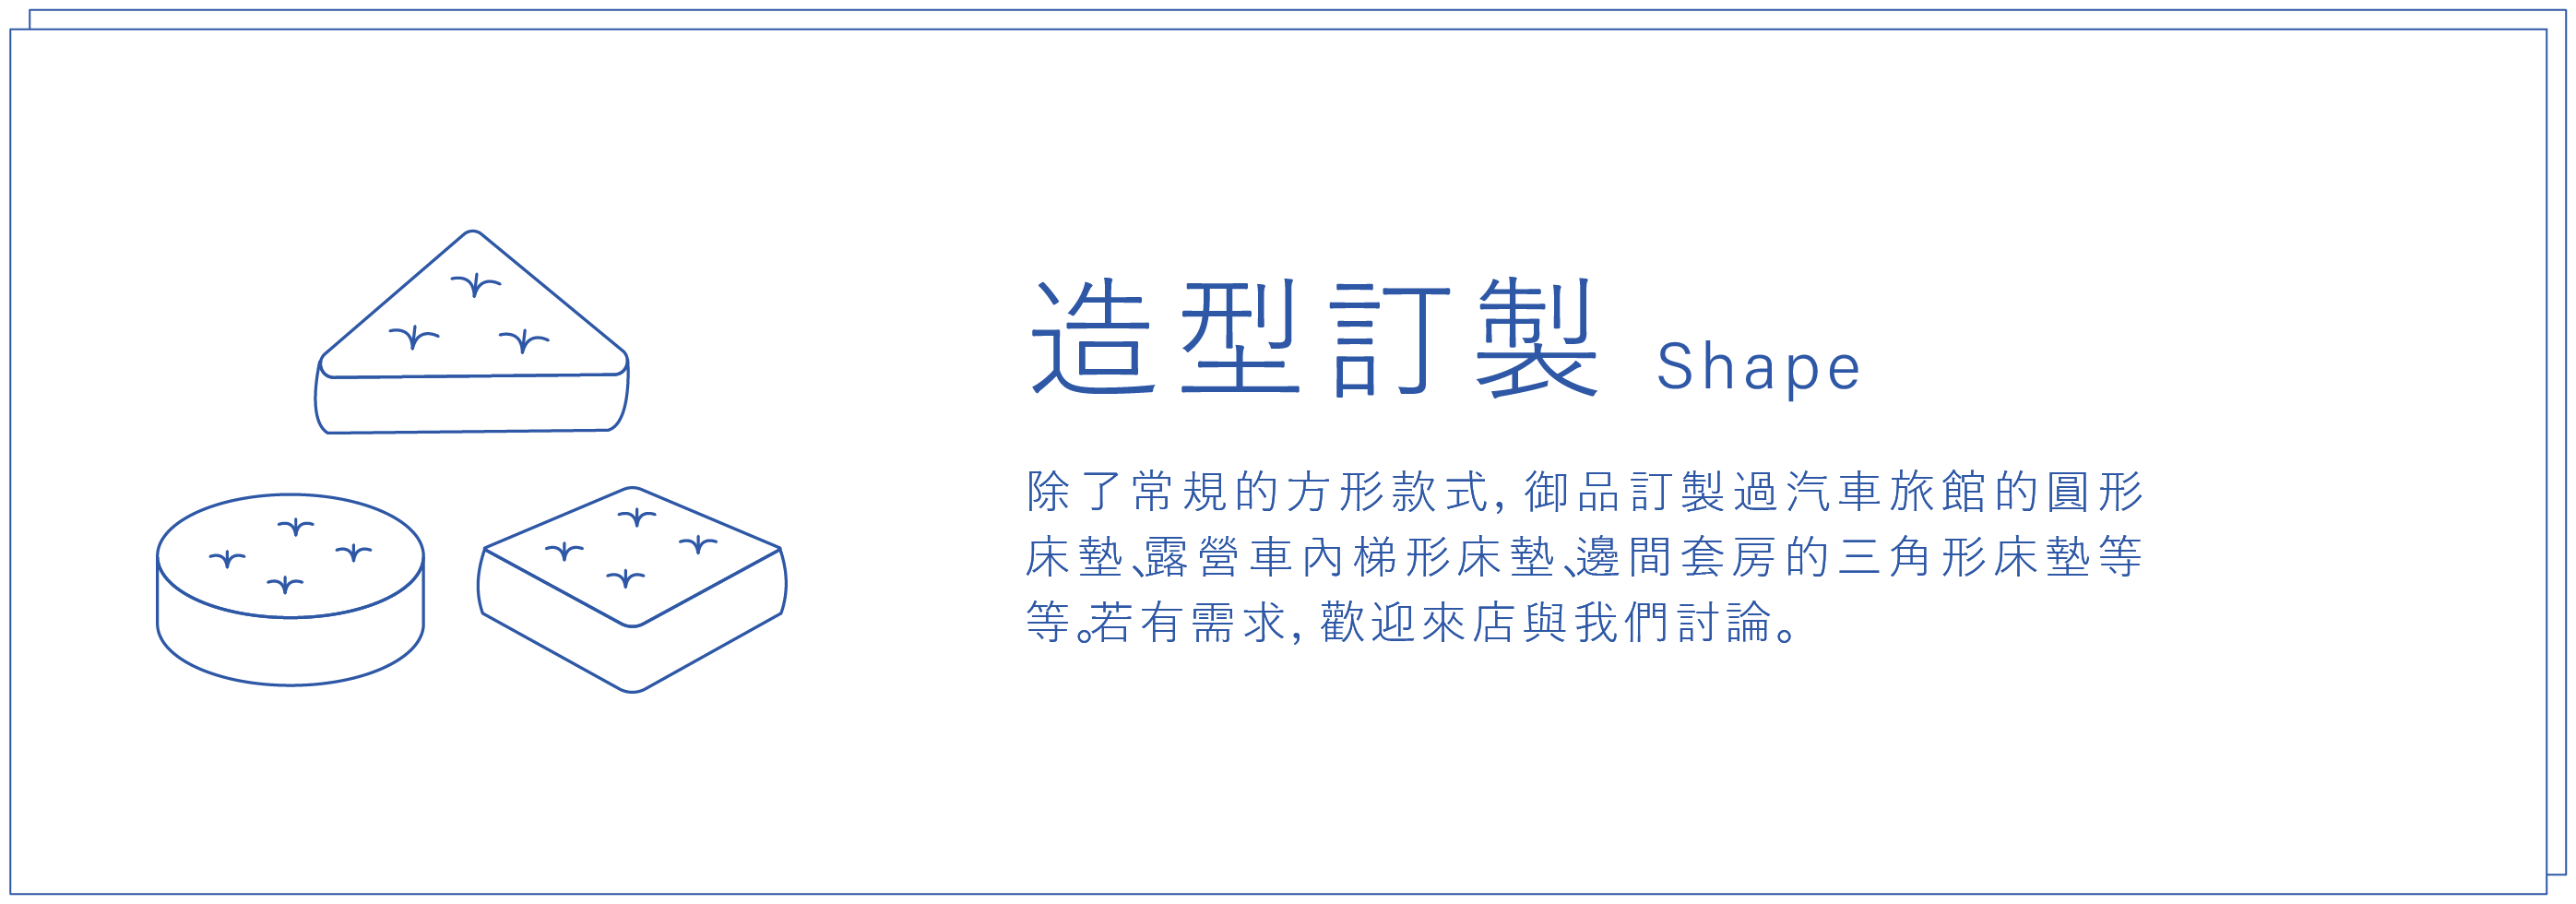 造型訂製 Shape
除了常規的方形款式，御品訂製過汽車旅館的圓形
床墊、露營車內梯形床墊、邊間套房的三角形床墊等
等。若有需求，歡迎來店與我們討論。